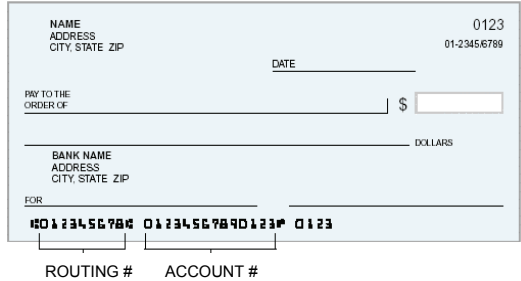 NAME
ADDRESS
CITY, STATE ZIP
0123
01-2345/6789
DATE
PAY TO THE
ORDER OF
$
DOLLARS
BANK NAME
ADDRESS
CITY, STATE ZIP
FOR
⑆012345678⑆ 01234567890123⑈ 0123
ROUTING # ACCOUNT #